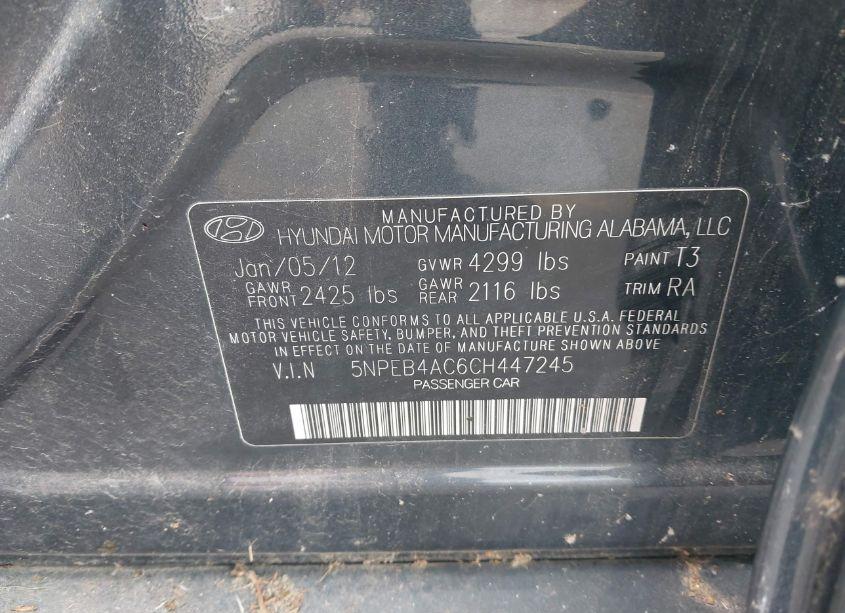 MANUFACTURED BY
HYUNDAI MOTOR MANUFACTURING ALABAMA, LLC
Jan/05/12 GVWR 4299 lbs PAINT T3
GAWR FRONT 2425 lbs GAWR REAR 2116 lbs TRIM RA
THIS VEHICLE CONFORMS TO ALL APPLICABLE U.S.A. FEDERAL
MOTOR VEHICLE SAFETY, BUMPER, AND THEFT PREVENTION STANDARDS
IN EFFECT ON THE DATE OF MANUFACTURE SHOWN ABOVE
V.I.N 5NPEB4AC6CH447245
PASSENGER CAR